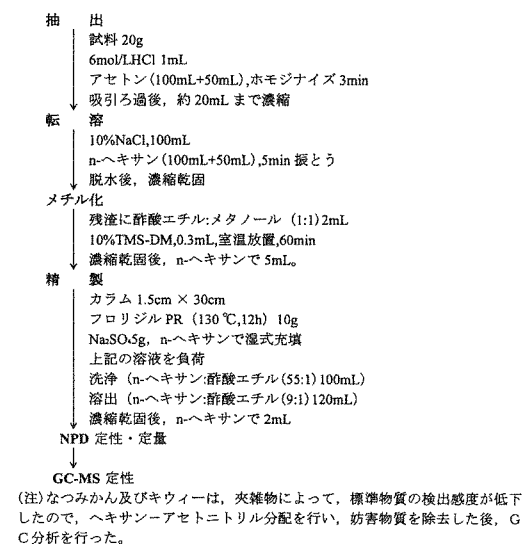 抽　　出
試料 20g
6mol/LHCl 1mL
アセトン(100mL+50mL),ホモジナイズ 3min
吸引ろ過後，約20mLまで濃縮
転　　溶
10%NaCl,100mL
n-ヘキサン(100mL+50mL),5min 振とう
脱水後，濃縮乾固
メチル化
残渣に酢酸エチル:メタノール (1:1)2mL
10%TMS-DM,0.3mL,室温放置,60min
濃縮乾固後，n-ヘキサンで 5mL。
精　　製
カラム 1.5cm × 30cm
フロリジル PR (130 ℃,12h) 10g
Na₂SO₄5g，n-ヘキサンで湿式充填
上記の溶液を負荷
洗浄 (n-ヘキサン:酢酸エチル(55:1)100mL)
溶出 (n-ヘキサン:酢酸エチル(9:1)120mL)
濃縮乾固後，n-ヘキサンで 2mL
NPD 定性・定量
GC-MS 定性
(注)なつみかん及びキウィーは，夾雑物によって，標準物質の検出感度が低下
したので，ヘキサンーアセトニトリル分配を行い，妨害物質を除去した後，G
C分析を行った。